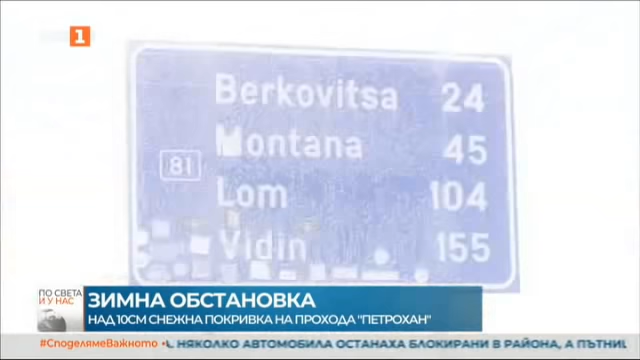 1
Berkovitsa 24
Montana 45
81
Lom 104
Vidin 155
ПО СВЕТА
И У НАС
ЗИМНА ОБСТАНОВКА
НАД 10СМ СНЕЖНА ПОКРИВКА НА ПРОХОДА "ПЕТРОХАН"
#СподелямеВажното НЯКОЛКО АВТОМОБИЛА ОСТАНАХА БЛОКИРАНИ В РАЙОНА, А ПЪТНИЦ